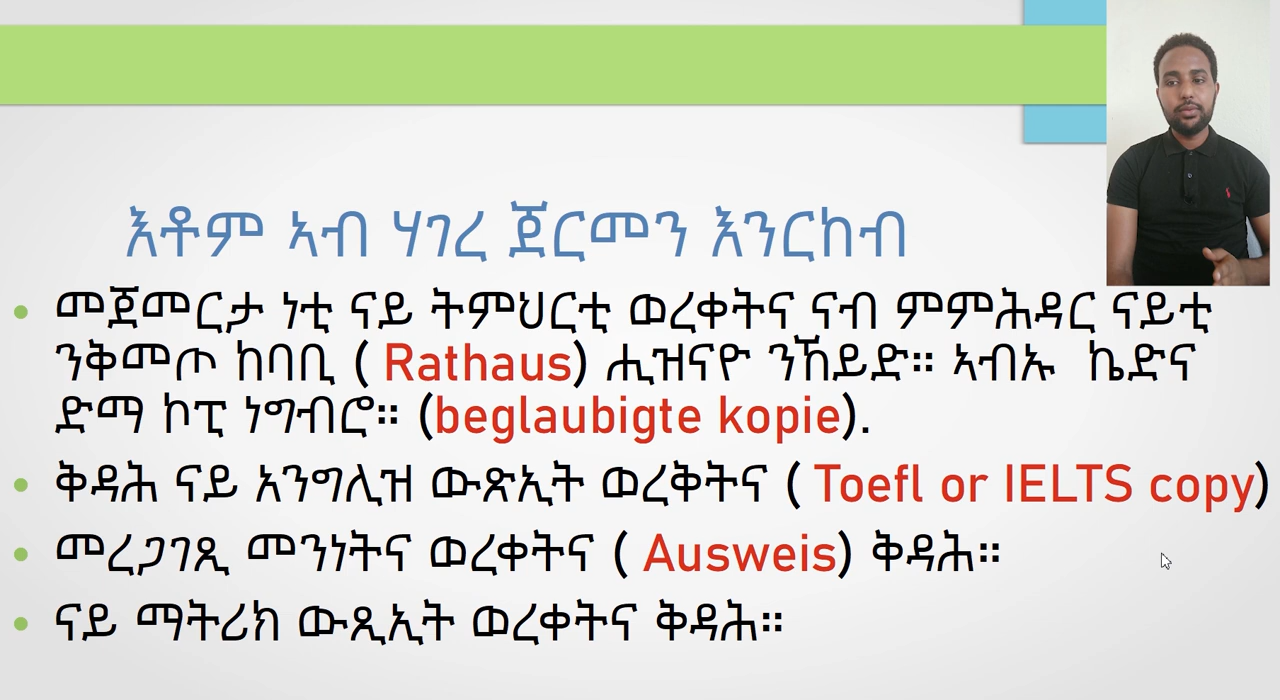 እቶም ኣብ ሃገረ ጀርመን እንርከብ
• መጀመርታ ነቲ ናይ ትምህርቲ ወረቀትና ናብ ምምሕዳር ናይቲ
ንቅመጦ ከባቢ ( Rathaus) ሒዝናዮ ንኸይድ። ኣብኡ ኬድና
ድማ ኮፒ ነግብሮ። (beglaubigte kopie).
• ቅዳሕ ናይ እንግሊዝ ውጽኢት ወረቅትና ( Toefl or IELTS copy)
• መረጋገጺ መንነትና ወረቀትና ( Ausweis) ቅዳሕ።
• ናይ ማትሪክ ውጺኢት ወረቀትና ቅዳሕ።